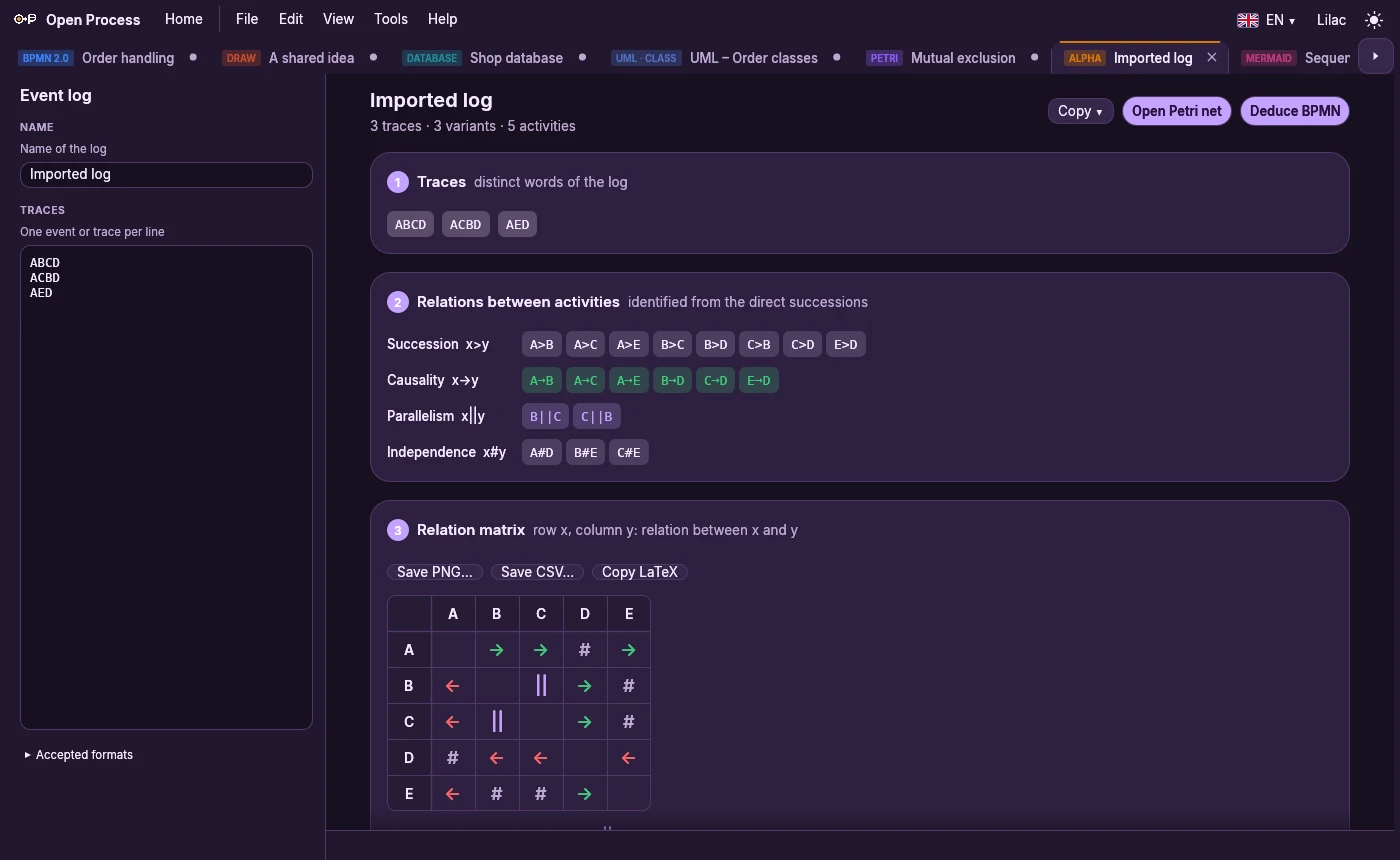 Open Process Home File Edit View Tools Help EN ▾ Lilac
BPMN 2.0 Order handling DRAW A shared idea DATABASE Shop database UML · CLASS UML – Order classes PETRI Mutual exclusion ALPHA Imported log × MERMAID Sequer
Event log
NAME
Name of the log
Imported log
TRACES
One event or trace per line
ABCD
ACBD
AED
▸ Accepted formats
Imported log
3 traces · 3 variants · 5 activities
Copy ▾ Open Petri net Deduce BPMN
1 Traces distinct words of the log
ABCD ACBD AED
2 Relations between activities identified from the direct successions
Succession x>y A>B A>C A>E B>C B>D C>B C>D E>D
Causality x→y A→B A→C A→E B→D C→D E→D
Parallelism x||y B||C C||B
Independence x#y A#D B#E C#E
3 Relation matrix row x, column y: relation between x and y
Save PNG... Save CSV... Copy LaTeX
A B C D E
A → → # →
B ← || → #
C ← || → #
D # ← ← ←
E ← # # →